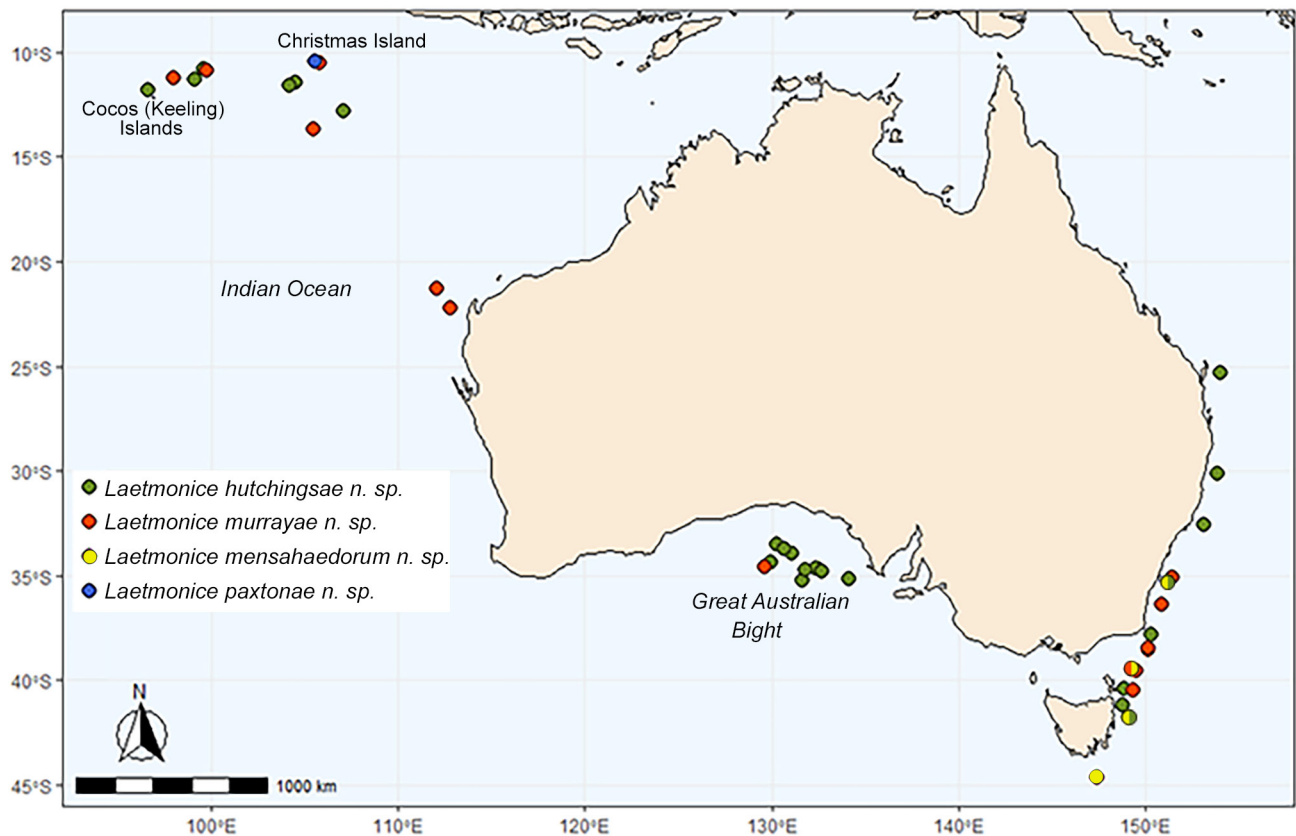 Christmas Island
Cocos (Keeling)
Islands
Indian Ocean
Laetmonice hutchingsae n. sp.
Laetmonice murrayae n. sp.
Laetmonice mensahaedorum n. sp.
Laetmonice paxtonae n. sp.
Great Australian
Bight
N
1000 km
10°S
15°S
20°S
25°S
30°S
35°S
40°S
45°S
100°E
110°E
120°E
130°E
140°E
150°E